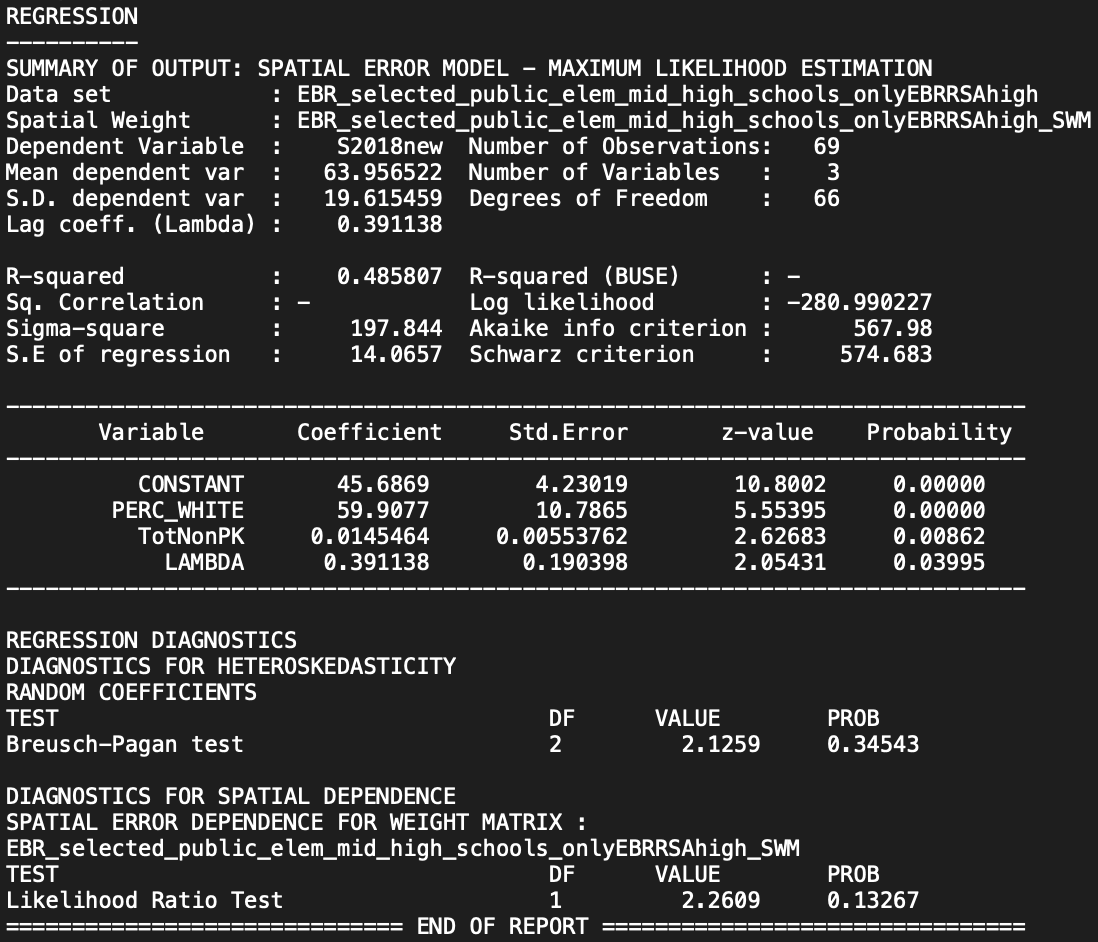 REGRESSION
----------
SUMMARY OF OUTPUT: SPATIAL ERROR MODEL - MAXIMUM LIKELIHOOD ESTIMATION
Data set            : EBR_selected_public_elem_mid_high_schools_onlyEBRRSAhigh
Spatial Weight      : EBR_selected_public_elem_mid_high_schools_onlyEBRRSAhigh_SWM
Dependent Variable  :    S2018new  Number of Observations:   69
Mean dependent var  :   63.956522  Number of Variables   :    3
S.D. dependent var  :   19.615459  Degrees of Freedom    :   66
Lag coeff. (Lambda) :    0.391138

R-squared           :    0.485807  R-squared (BUSE)      : -
Sq. Correlation     : -            Log likelihood        : -280.990227
Sigma-square        :     197.844  Akaike info criterion :      567.98
S.E of regression   :     14.0657  Schwarz criterion     :     574.683

-----------------------------------------------------------------------------
       Variable       Coefficient     Std.Error       z-value    Probability
-----------------------------------------------------------------------------
          CONSTANT       45.6869        4.23019        10.8002     0.00000
        PERC_WHITE       59.9077        10.7865        5.55395     0.00000
          TotNonPK     0.0145464     0.00553762        2.62683     0.00862
            LAMBDA      0.391138       0.190398        2.05431     0.03995
-----------------------------------------------------------------------------

REGRESSION DIAGNOSTICS
DIAGNOSTICS FOR HETEROSKEDASTICITY
RANDOM COEFFICIENTS
TEST                                     DF      VALUE        PROB
Breusch-Pagan test                       2         2.1259     0.34543

DIAGNOSTICS FOR SPATIAL DEPENDENCE
SPATIAL ERROR DEPENDENCE FOR WEIGHT MATRIX :
EBR_selected_public_elem_mid_high_schools_onlyEBRRSAhigh_SWM
TEST                                     DF      VALUE        PROB
Likelihood Ratio Test                    1         2.2609     0.13267
============================== END OF REPORT ================================